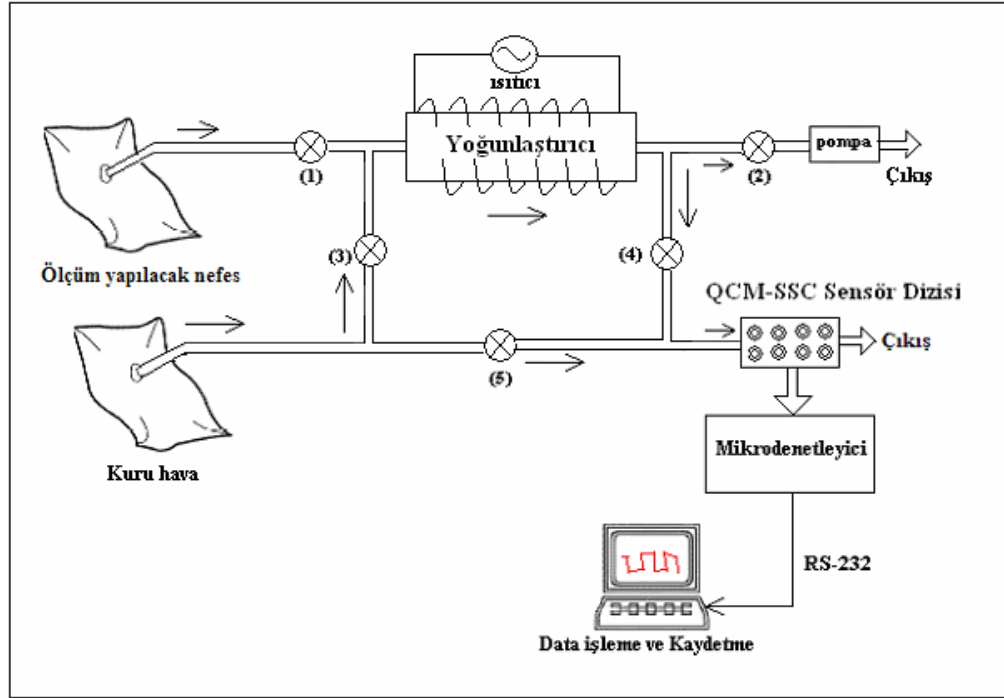 ısıtıcı
Yoğunlaştırıcı
pompa
Çıkış
(1)
(2)
(3)
(4)
Ölçüm yapılacak nefes
QCM-SSC Sensör Dizisi
Çıkış
(5)
Kuru hava
Mikrodenetleyici
RS-232
Data işleme ve Kaydetme